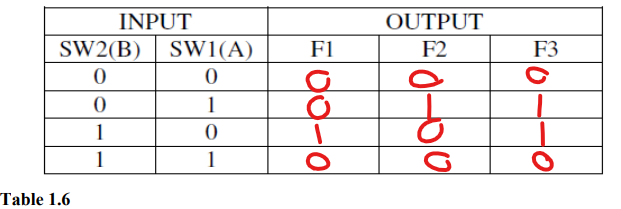 INPUT OUTPUT
SW2(B) SW1(A) F1 F2 F3
0 0 0 0 0
0 1 0 1 1
1 0 1 0 1
1 1 0 0 0
Table 1.6